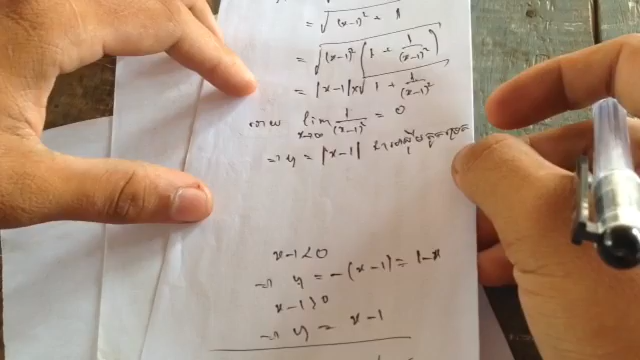 = √((x-1)² + 1
= √((x-1)² (1 + 1/(x-1)²)
= |x-1| × √(1 + 1/(x-1)²
lim x→∞ 1/(x-1)² = 0
⇒ y = |x-1|
x-1 < 0
⇒ y = -(x-1) = 1-x
x-1 > 0
⇒ y = x-1